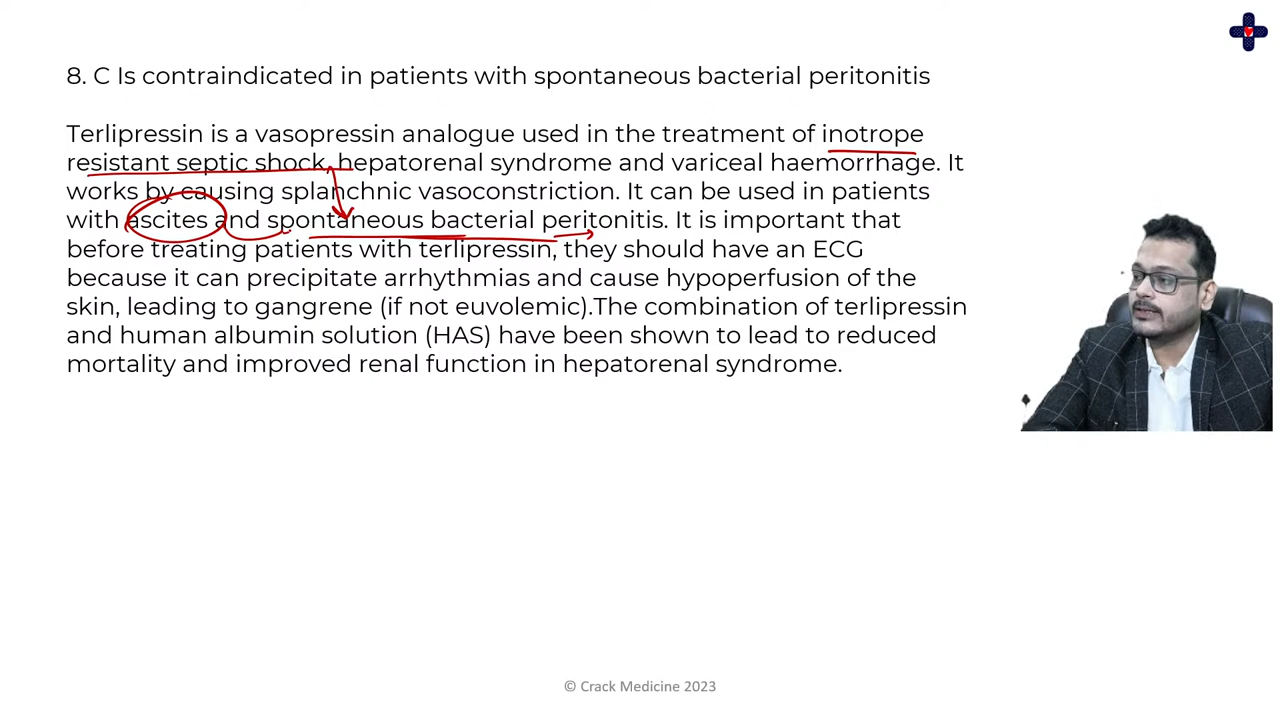 8. C Is contraindicated in patients with spontaneous bacterial peritonitis
Terlipressin is a vasopressin analogue used in the treatment of inotrope
resistant septic shock, hepatorenal syndrome and variceal haemorrhage. It
works by causing splanchnic vasoconstriction. It can be used in patients
with ascites and spontaneous bacterial peritonitis. It is important that
before treating patients with terlipressin, they should have an ECG
because it can precipitate arrhythmias and cause hypoperfusion of the
skin, leading to gangrene (if not euvolemic).The combination of terlipressin
and human albumin solution (HAS) have been shown to lead to reduced
mortality and improved renal function in hepatorenal syndrome.
© Crack Medicine 2023